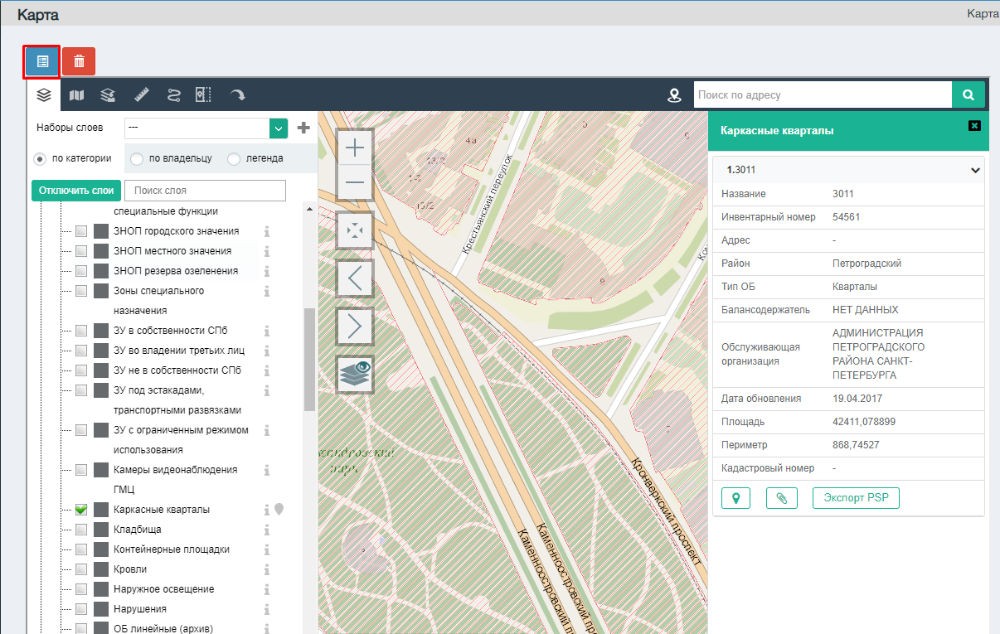 Карта
Карта
Поиск по адресу
Наборы слоев
---
по категории
по владельцу
легенда
Отключить слои
Поиск слоя
специальные функции
ЗНОП городского значения
ЗНОП местного значения
ЗНОП резерва озеленения
Зоны специального
назначения
ЗУ в собственности СПб
ЗУ во владении третьих лиц
ЗУ не в собственности СПб
ЗУ под эстакадами,
транспортными развязками
ЗУ с ограниченным режимом
использования
Камеры видеонаблюдения
ГМЦ
Каркасные кварталы
Кладбища
Контейнерные площадки
Кровли
Наружное освещение
Нарушения
ОБ линейные (архив)
4а
13/2
15/2
5
9
Крестьянский переулок
парк
Кронверкский проспект
Каменноостровский пр
Каменноостровский пр
Каркасные кварталы
1.3011
Название 3011
Инвентарный номер 54561
Адрес -
Район Петроградский
Тип ОБ Кварталы
Балансодержатель НЕТ ДАННЫХ
Обслуживающая
организация
АДМИНИСТРАЦИЯ
ПЕТРОГРАДСКОГО
РАЙОНА САНКТ-
ПЕТЕРБУРГА
Дата обновления 19.04.2017
Площадь 42411,078899
Периметр 868,74527
Кадастровый номер -
Экспорт PSP